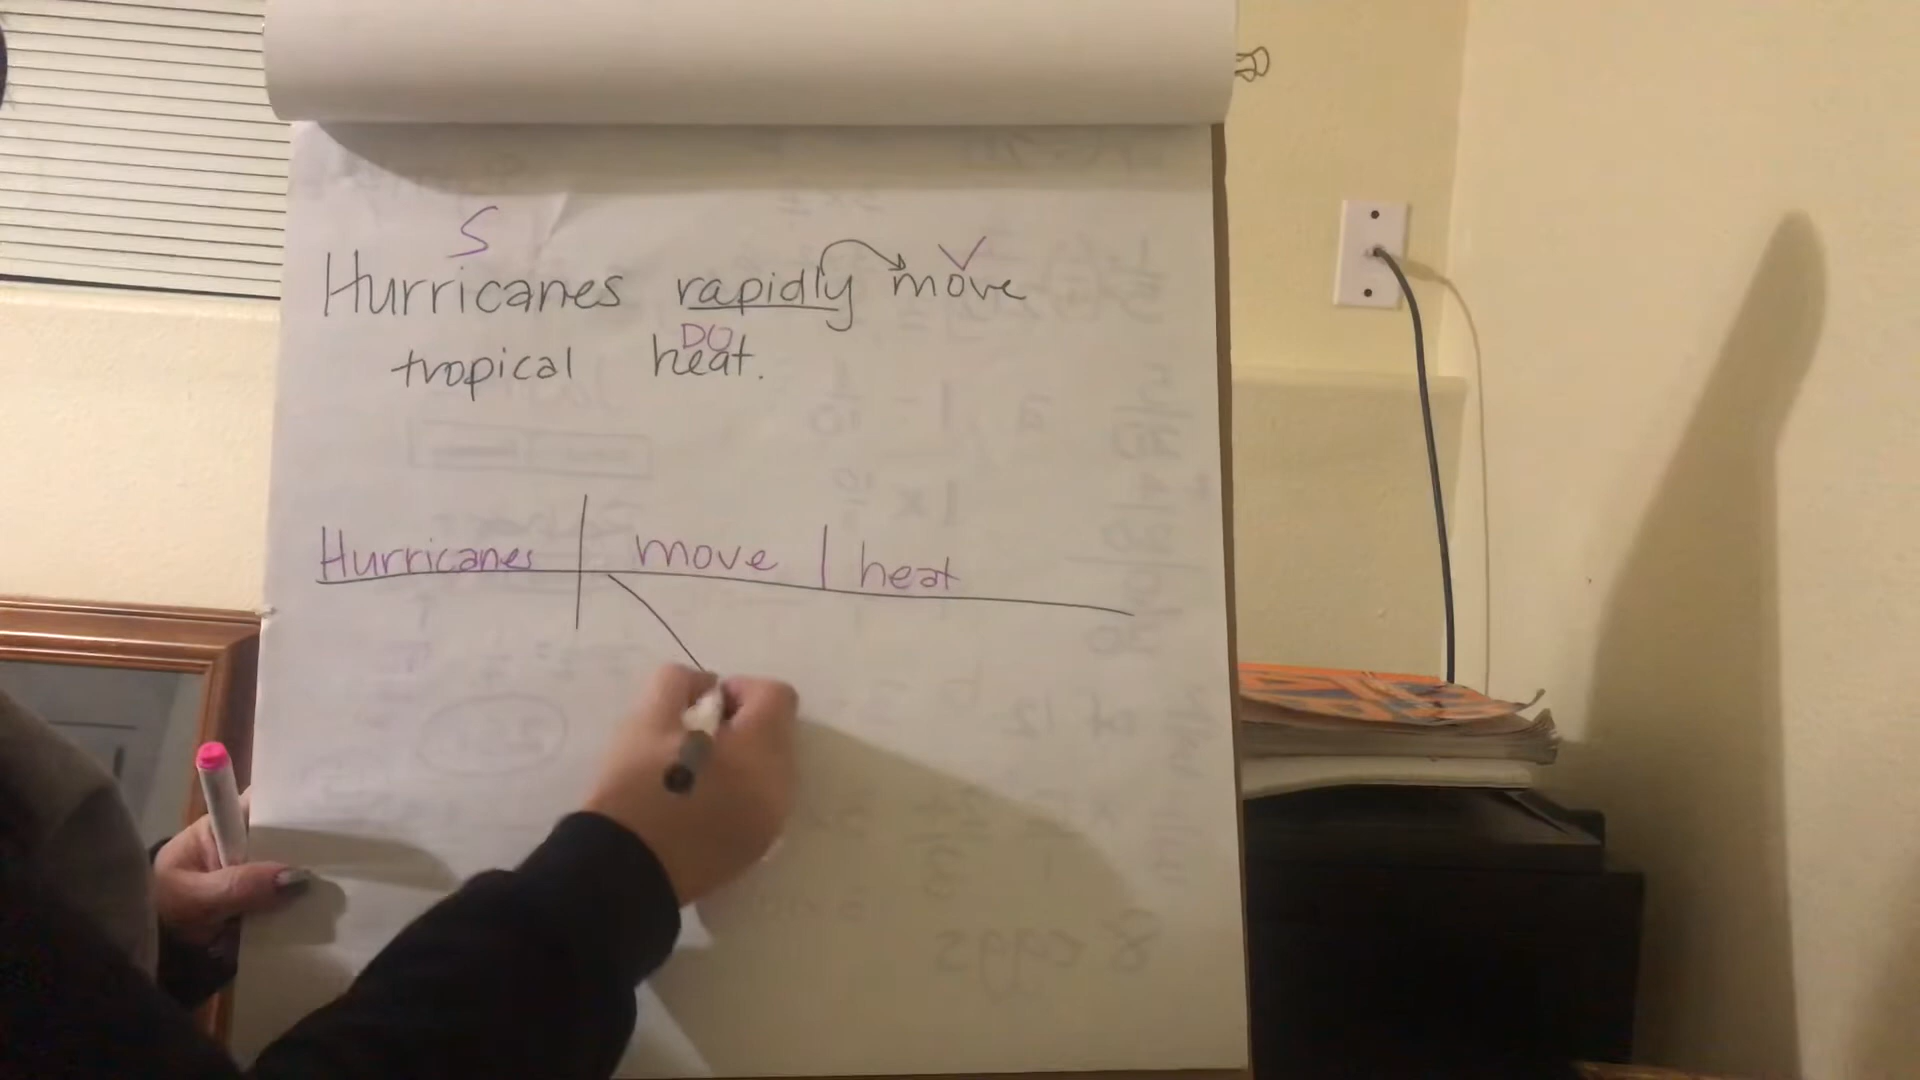 S
Hurricanes rapidly move
V
DO
tropical heat.
Hurricanes move heat